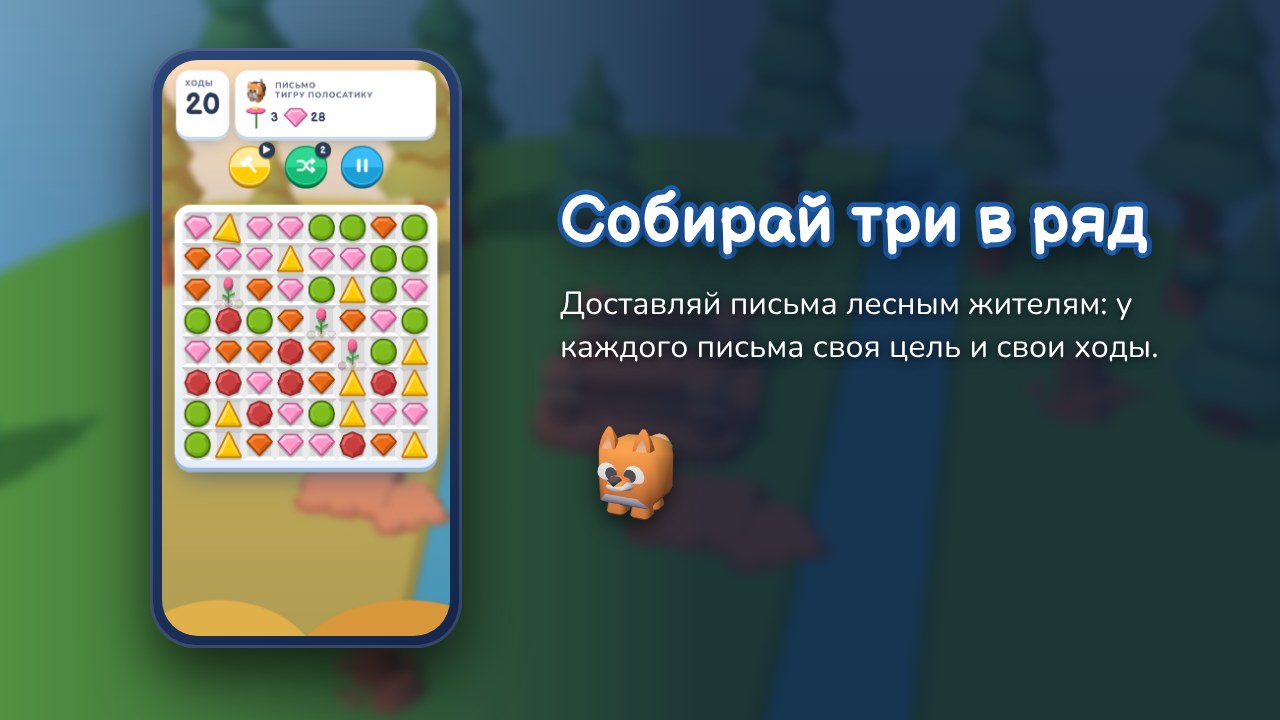 ХОДЫ
20
ПИСЬМО
ТИГРУ ПОЛОСАТИКУ
3 28
2
Собирай три в ряд
Доставляй письма лесным жителям: у
каждого письма своя цель и свои ходы.